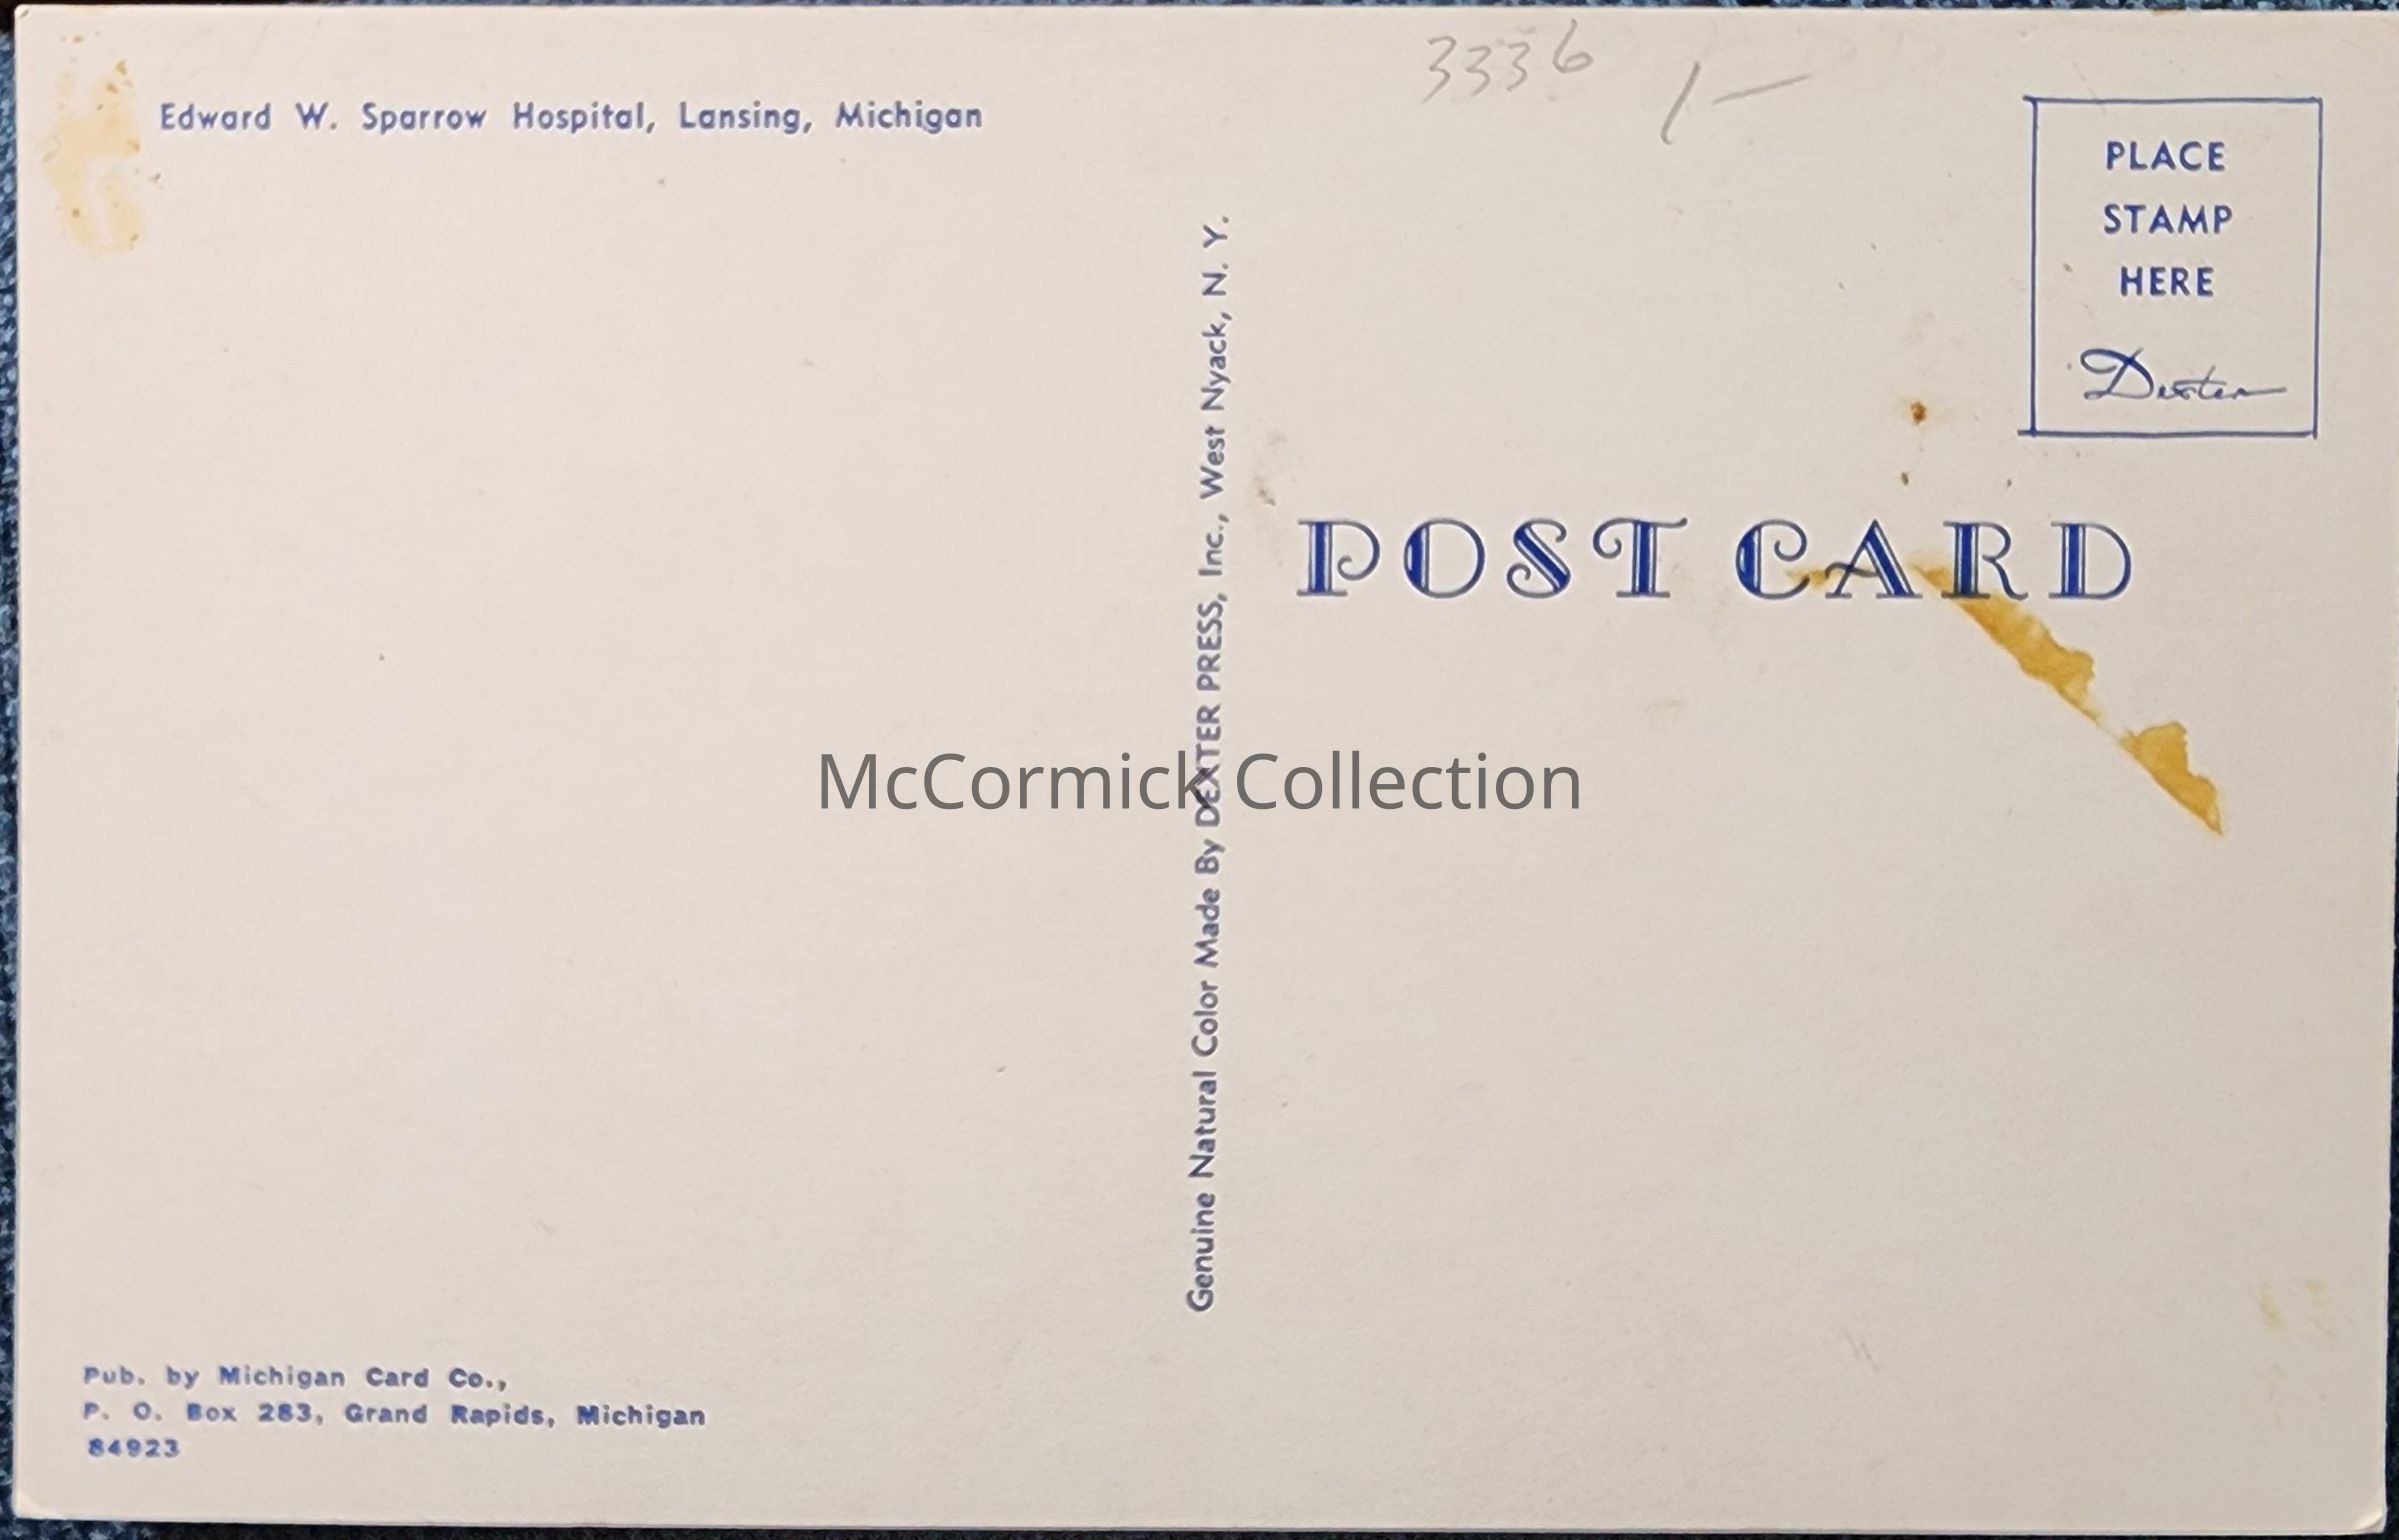 3336 1—
Edward W. Sparrow Hospital, Lansing, Michigan
PLACE
STAMP
HERE
Dexter
Genuine Natural Color Made By DEXTER PRESS, Inc., West Nyack, N. Y.
POST CARD
McCormick Collection
Pub. by Michigan Card Co.,
P. O. Box 283, Grand Rapids, Michigan
84923